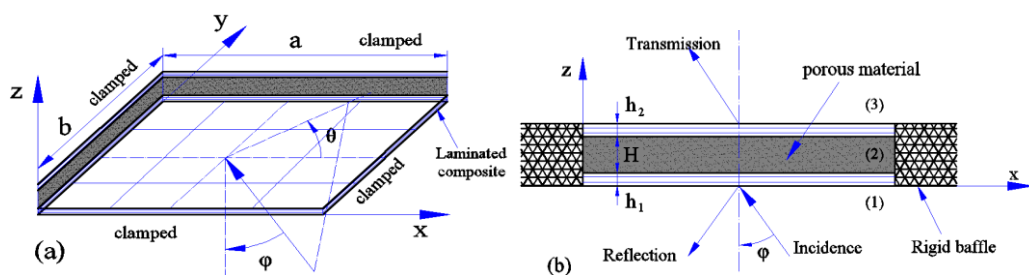 y
a
clamped
z
clamped
b
θ
Laminated
composite
clamped
clamped
x
(a)
φ
Transmission
z
porous material
h₂
(3)
H
(2)
x
h₁
(1)
Reflection
φ
Incidence
Rigid baffle
(b)